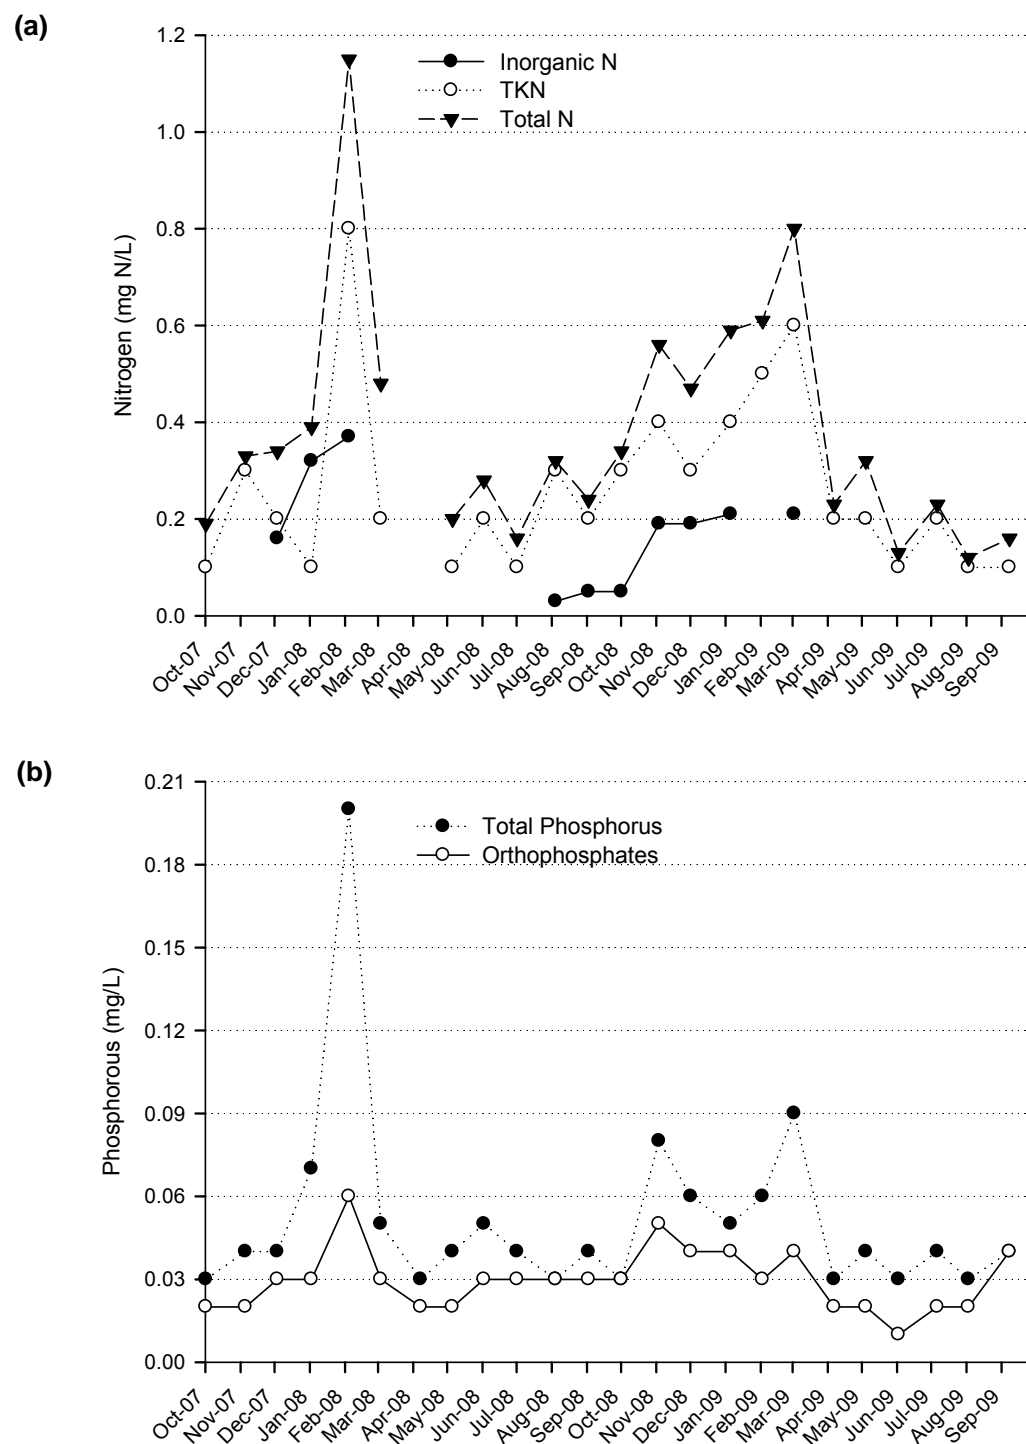 (a)
1.2
1.0
0.8
0.6
0.4
0.2
0.0
Nitrogen (mg N/L)
Inorganic N
TKN
Total N
Oct-07
Nov-07
Dec-07
Jan-08
Feb-08
Mar-08
Apr-08
May-08
Jun-08
Jul-08
Aug-08
Sep-08
Oct-08
Nov-08
Dec-08
Jan-09
Feb-09
Mar-09
Apr-09
May-09
Jun-09
Jul-09
Aug-09
Sep-09
(b)
0.21
0.18
0.15
0.12
0.09
0.06
0.03
0.00
Phosphorous (mg/L)
Total Phosphorus
Orthophosphates
Oct-07
Nov-07
Dec-07
Jan-08
Feb-08
Mar-08
Apr-08
May-08
Jun-08
Jul-08
Aug-08
Sep-08
Oct-08
Nov-08
Dec-08
Jan-09
Feb-09
Mar-09
Apr-09
May-09
Jun-09
Jul-09
Aug-09
Sep-09